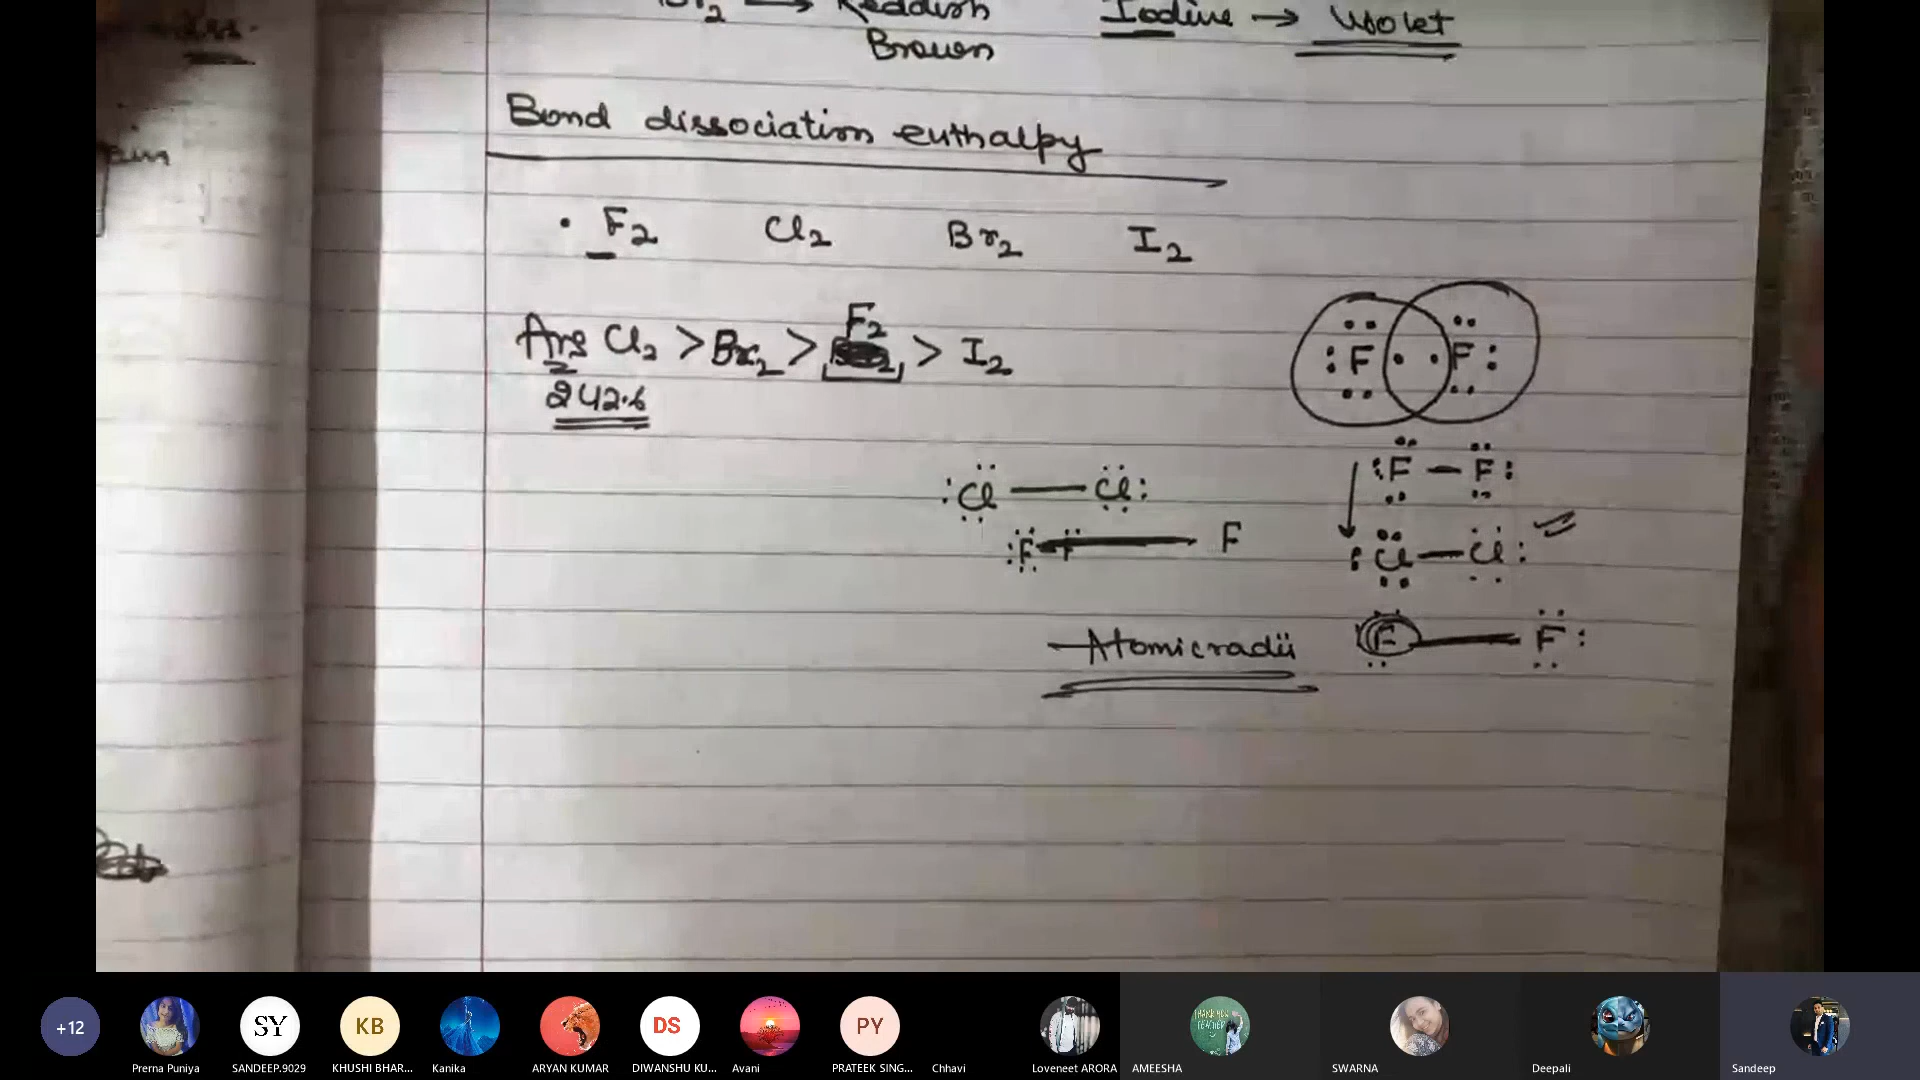 Br2 → Reddish
Brown
Iodine → Violet
Bond dissociation enthalpy
F2 Cl2 Br2 I2
Ans Cl2 > Br2 > F2 > I2
242.6
F F
F – F
Cl — Cl
Cl — Cl
F F — F
Atomic radii
F — F
+12
SY
KB
DS
PY
Prerna Puniya
SANDEEP.9029
KHUSHI BHAR...
Kanika
ARYAN KUMAR
DIWANSHU KU...
Avani
PRATEEK SING...
Chhavi
Loveneet ARORA
AMEESHA
SWARNA
Deepali
Sandeep